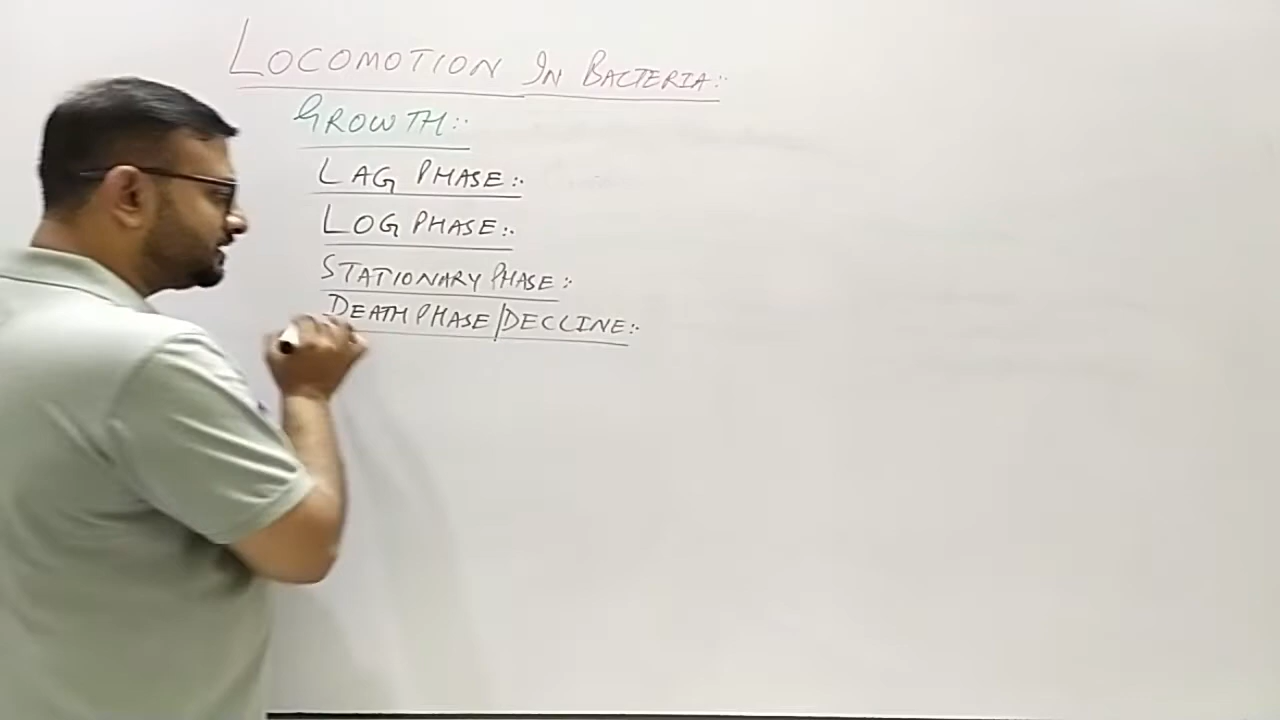 LOCOMOTION IN BACTERIA:-
GROWTH:-
LAG PHASE:-
LOG PHASE:-
STATIONARY PHASE:-
DEATH PHASE/DECLINE:-